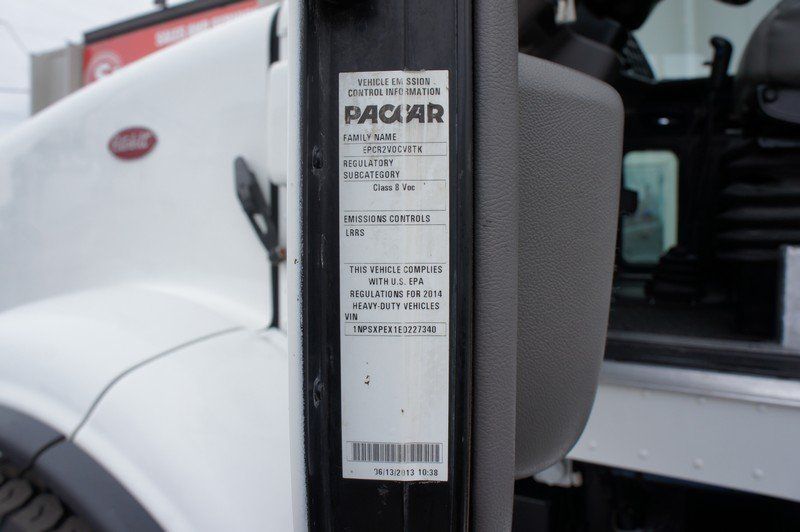 VEHICLE EMISSION
CONTROL INFORMATION
PACCAR
FAMILY NAME
EPCR2VOCV8TK
REGULATORY
SUBCATEGORY
Class 8 Voc
EMISSIONS CONTROLS
LRRS
THIS VEHICLE COMPLIES
WITH U.S. EPA
REGULATIONS FOR 2014
HEAVY-DUTY VEHICLES
VIN
1NPSXPEX1ED227340
06/13/2013 10:38
Peterbilt